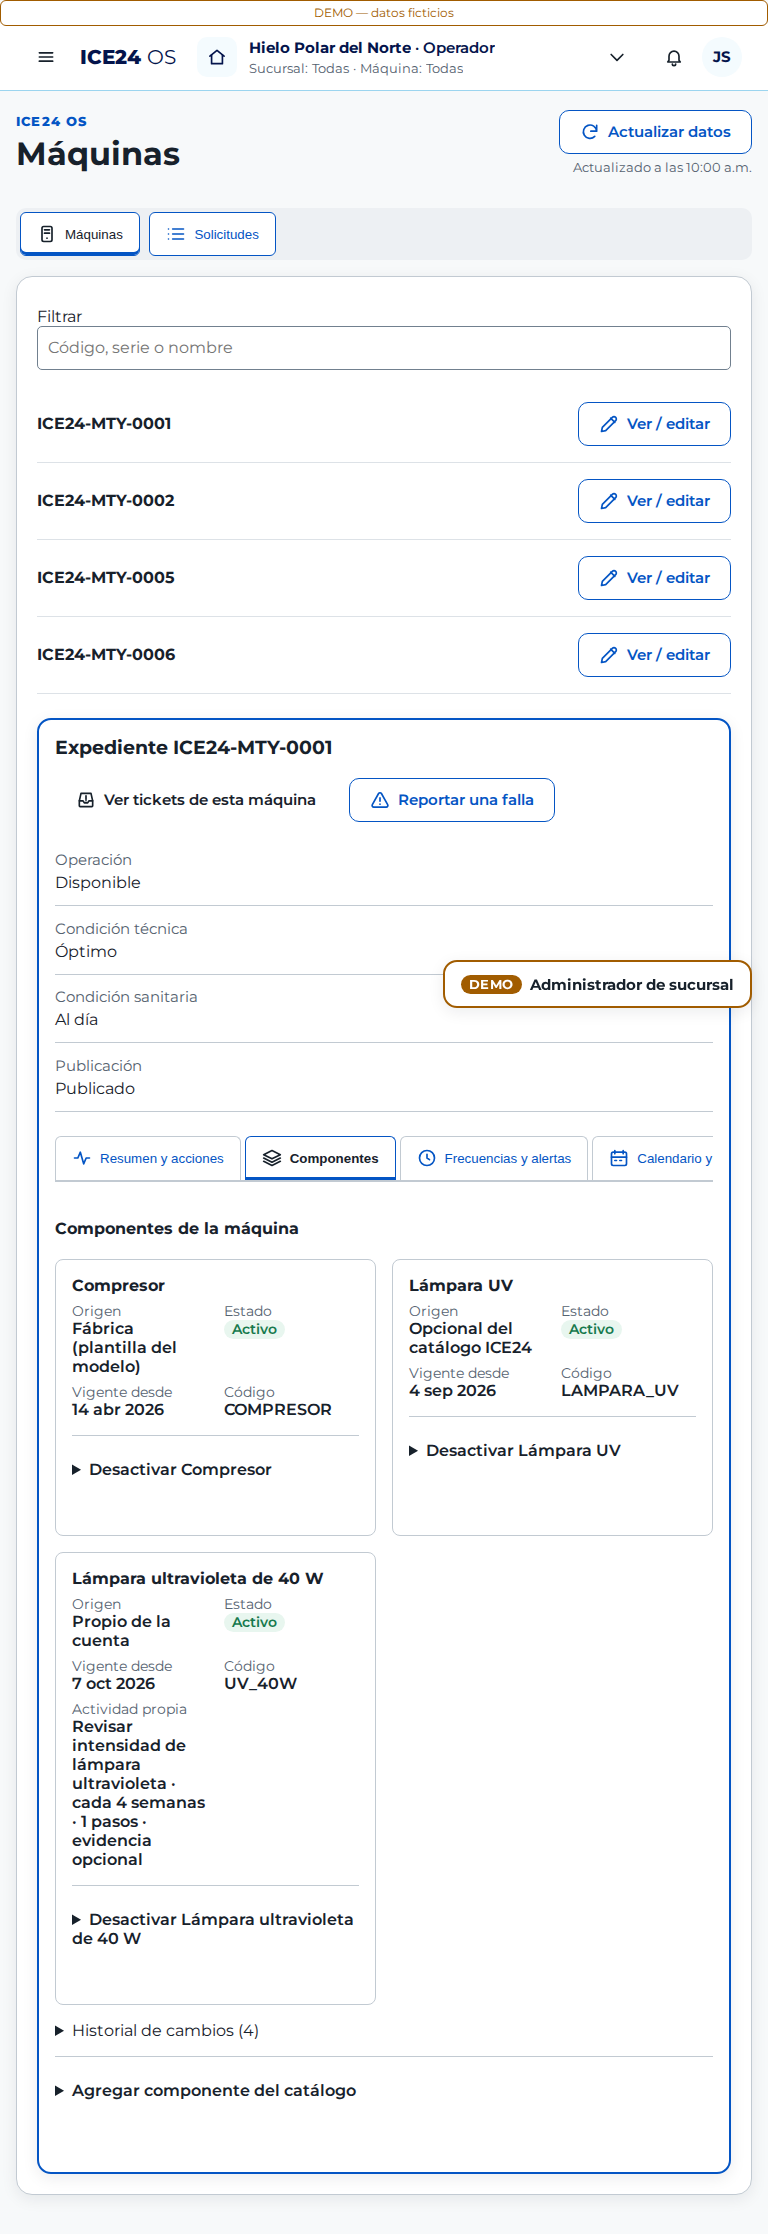 DEMO — datos ficticios
ICE24 OS
Hielo Polar del Norte · Operador
Sucursal: Todas · Máquina: Todas
JS
ICE24 OS
Máquinas
Actualizar datos
Actualizado a las 10:00 a.m.
Máquinas
Solicitudes
Filtrar
Código, serie o nombre
ICE24-MTY-0001
Ver / editar
ICE24-MTY-0002
Ver / editar
ICE24-MTY-0005
Ver / editar
ICE24-MTY-0006
Ver / editar
Expediente ICE24-MTY-0001
Ver tickets de esta máquina
Reportar una falla
Operación
Disponible
Condición técnica
Óptimo
DEMO Administrador de sucursal
Condición sanitaria
Al día
Publicación
Publicado
Resumen y acciones
Componentes
Frecuencias y alertas
Calendario y
Componentes de la máquina
Compresor
Origen
Fábrica
(plantilla del
modelo)
Estado
Activo
Vigente desde
14 abr 2026
Código
COMPRESOR
Desactivar Compresor
Lámpara UV
Origen
Opcional del
catálogo ICE24
Estado
Activo
Vigente desde
4 sep 2026
Código
LAMPARA_UV
Desactivar Lámpara UV
Lámpara ultravioleta de 40 W
Origen
Propio de la
cuenta
Estado
Activo
Vigente desde
7 oct 2026
Código
UV_40W
Actividad propia
Revisar
intensidad de
lámpara
ultravioleta ·
cada 4 semanas
· 1 pasos ·
evidencia
opcional
Desactivar Lámpara ultravioleta
de 40 W
Historial de cambios (4)
Agregar componente del catálogo